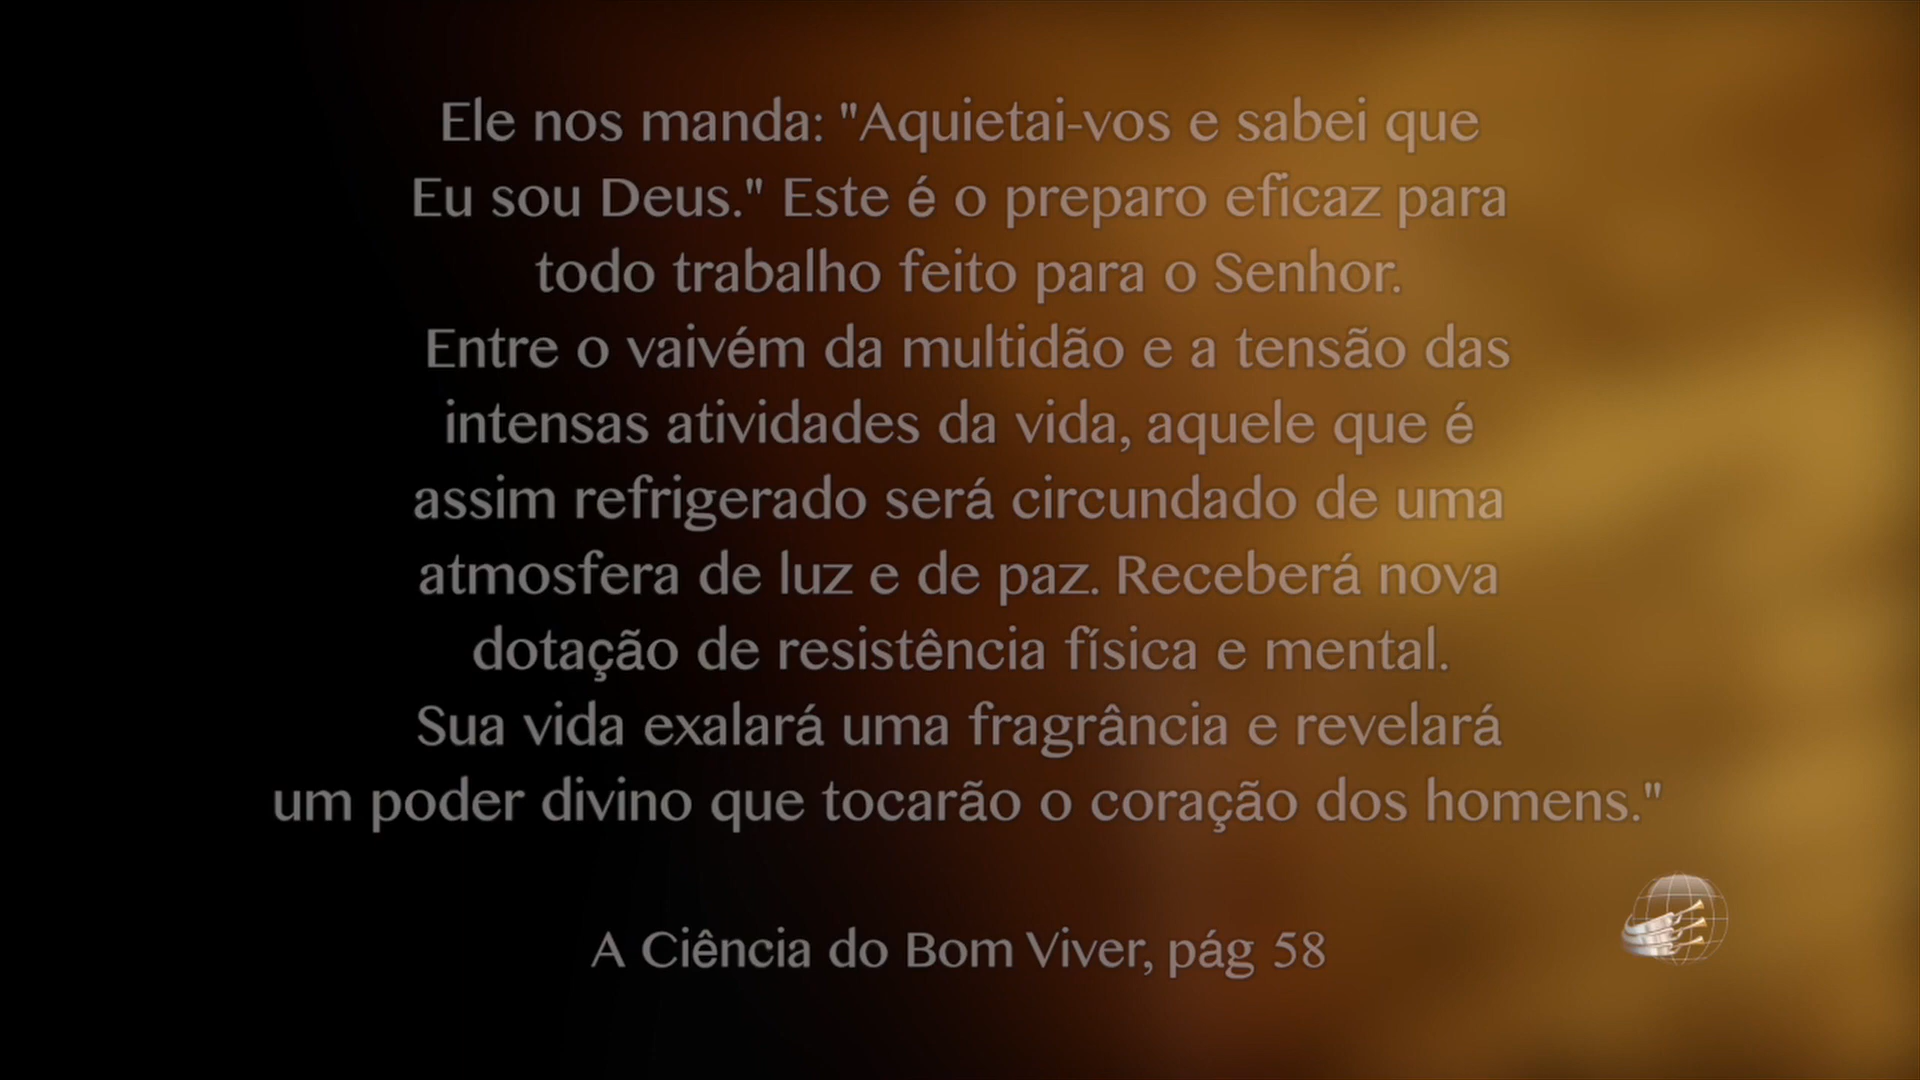 Ele nos manda: "Aquietai-vos e sabei que
Eu sou Deus." Este é o preparo eficaz para
todo trabalho feito para o Senhor.
Entre o vaivém da multidão e a tensão das
intensas atividades da vida, aquele que é
assim refrigerado será circundado de uma
atmosfera de luz e de paz. Receberá nova
dotação de resistência física e mental.
Sua vida exalará uma fragrância e revelará
um poder divino que tocarão o coração dos homens."
A Ciência do Bom Viver, pág 58